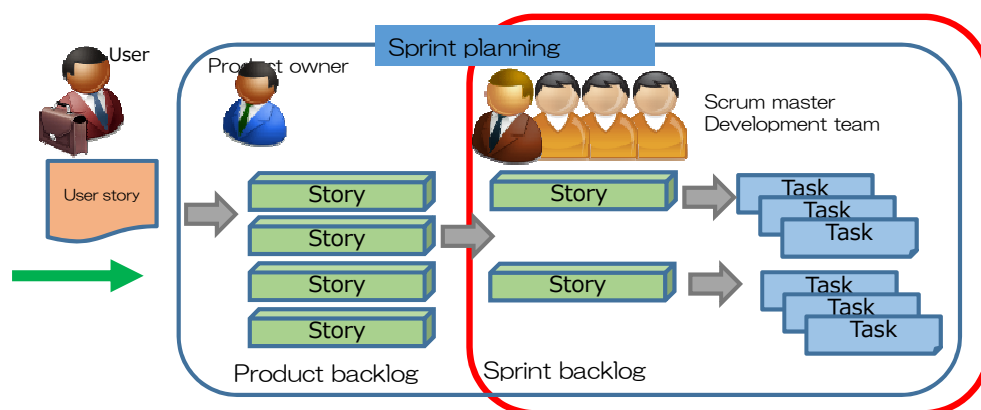 Sprint planning
User
Product owner
Scrum master
Development team
User story
Story
Story
Story
Story
Story
Story
Task
Task
Task
Task
Task
Task
Product backlog
Sprint backlog